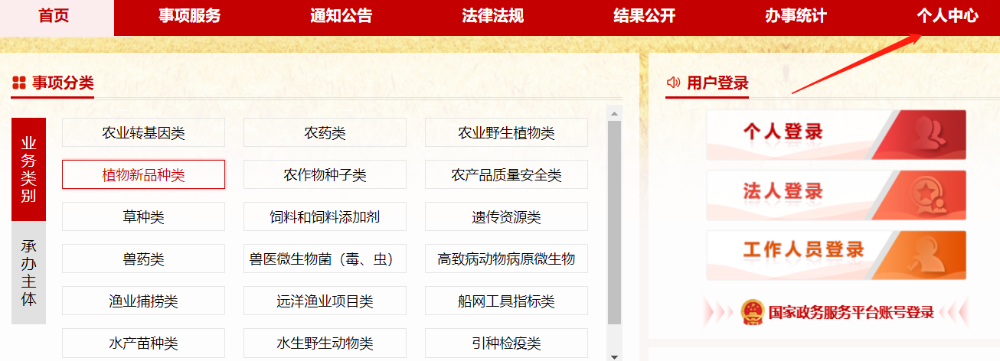 首页 事项服务 通知公告 法律法规 结果公开 办事统计 个人中心
事项分类
业务类别
承办主体
农业转基因类 农药类 农业野生植物类
植物新品种类 农作物种子类 农产品质量安全类
草种类 饲料和饲料添加剂 遗传资源类
兽药类 兽医微生物菌（毒、虫） 高致病动物病原微生物
渔业捕捞类 远洋渔业项目类 船网工具指标类
水产苗种类 水生野生动物类 引种检疫类
用户登录
个人登录
法人登录
工作人员登录
国家政务服务平台账号登录